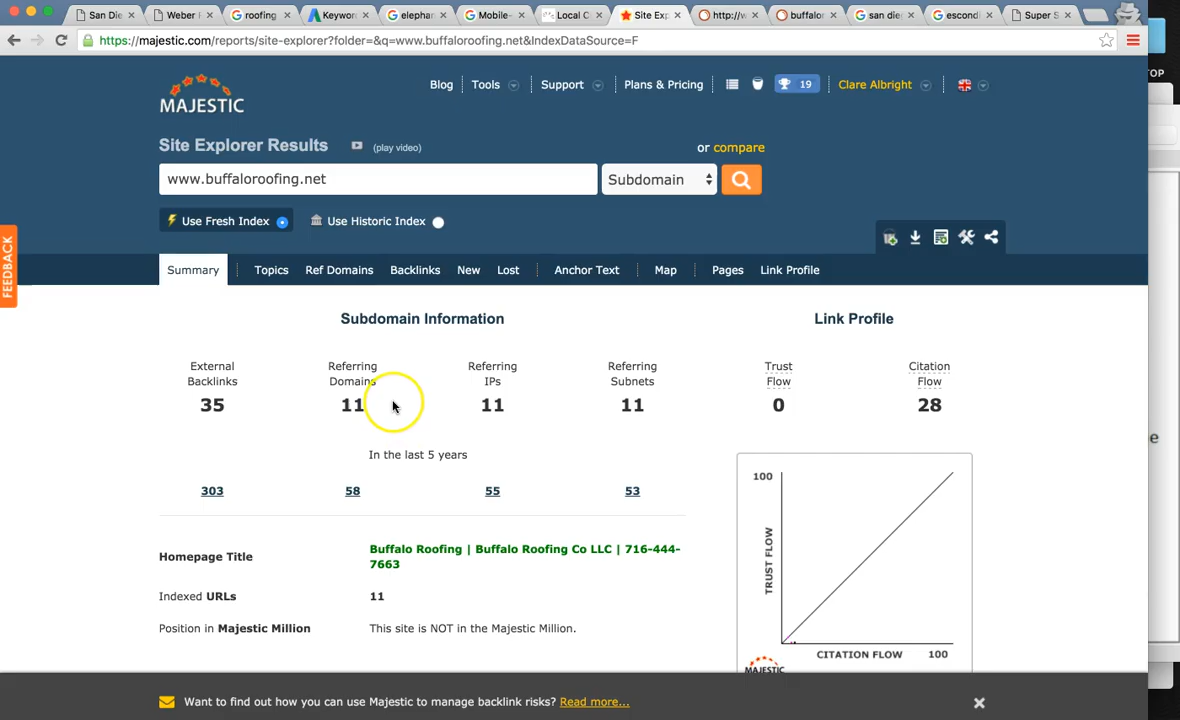 San Die
Weber F
roofing
Keywor
elephan
Mobile-
Local C
Site Exp
http://w
buffalor
san die
escondi
Super S
https://majestic.com/reports/site-explorer?folder=&q=www.buffaloroofing.net&IndexDataSource=F
TOP
MAJESTIC
Blog Tools Support Plans & Pricing 19 Clare Albright
Site Explorer Results (play video) or compare
www.buffaloroofing.net Subdomain
Use Fresh Index Use Historic Index
FEEDBACK
Summary Topics Ref Domains Backlinks New Lost Anchor Text Map Pages Link Profile
Subdomain Information Link Profile
External Referring Referring Referring Trust Citation
Backlinks Domains IPs Subnets Flow Flow
35 11 11 11 0 28
In the last 5 years
303 58 55 53
100
TRUST FLOW
CITATION FLOW 100
MAJESTIC
Homepage Title Buffalo Roofing | Buffalo Roofing Co LLC | 716-444-
7663
Indexed URLs 11
Position in Majestic Million This site is NOT in the Majestic Million.
e
Want to find out how you can use Majestic to manage backlink risks? Read more...